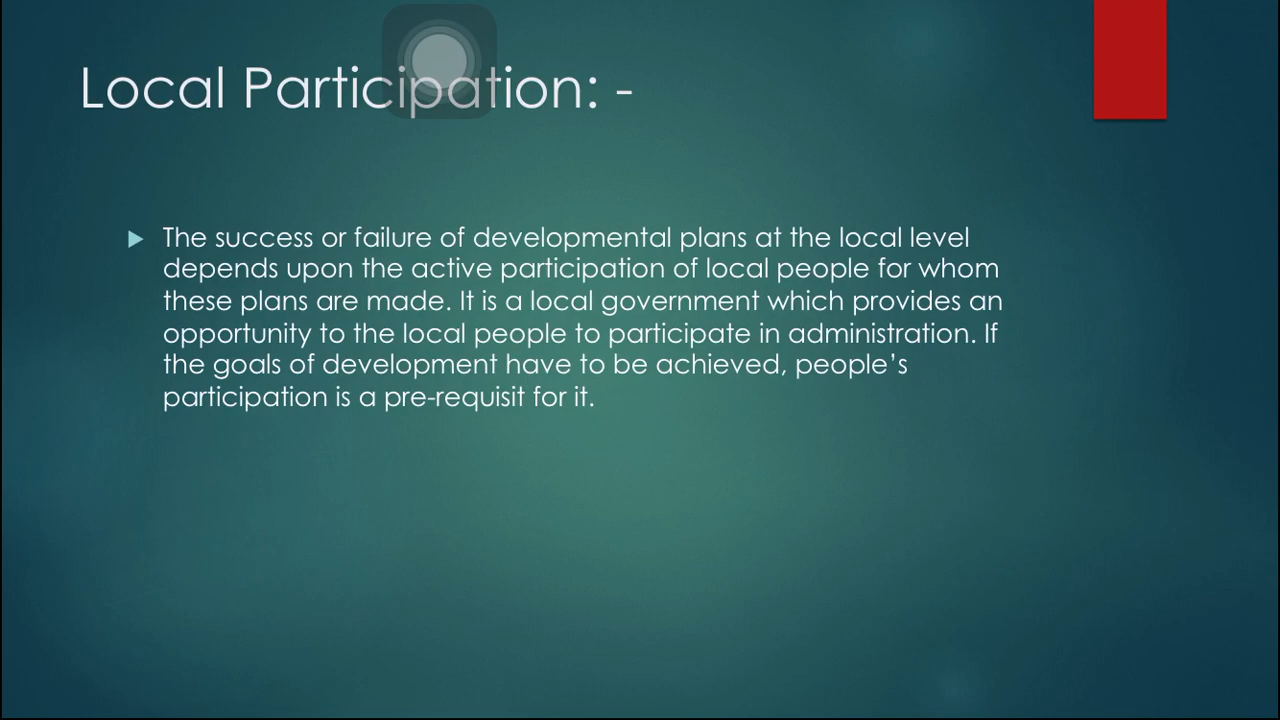 Local Participation: -
The success or failure of developmental plans at the local level
depends upon the active participation of local people for whom
these plans are made. It is a local government which provides an
opportunity to the local people to participate in administration. If
the goals of development have to be achieved, people’s
participation is a pre-requisit for it.